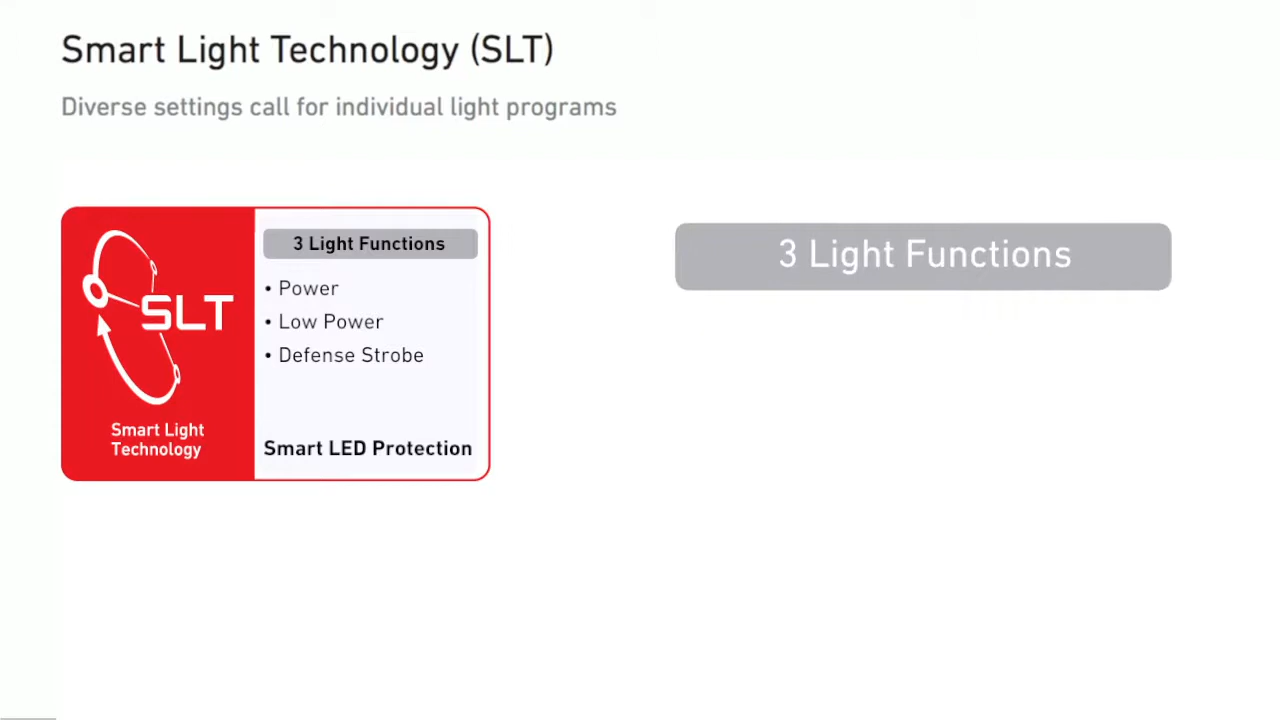 Smart Light Technology (SLT)
Diverse settings call for individual light programs
SLT
Smart Light
Technology
3 Light Functions
• Power
• Low Power
• Defense Strobe
Smart LED Protection
3 Light Functions